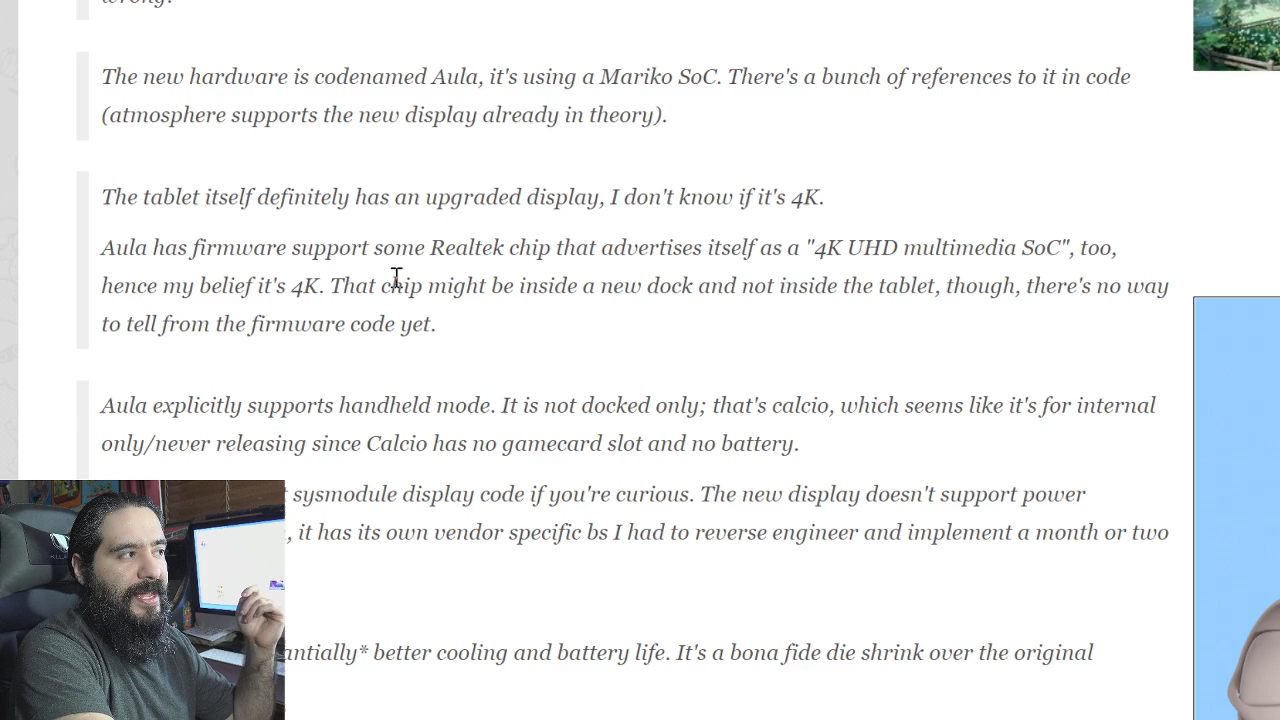 wrong?
The new hardware is codenamed Aula, it's using a Mariko SoC. There's a bunch of references to it in code
(atmosphere supports the new display already in theory).
The tablet itself definitely has an upgraded display, I don't know if it's 4K.
Aula has firmware support some Realtek chip that advertises itself as a "4K UHD multimedia SoC", too,
hence my belief it's 4K. That chip might be inside a new dock and not inside the tablet, though, there's no way
to tell from the firmware code yet.
Aula explicitly supports handheld mode. It is not docked only; that's calcio, which seems like it's for internal
only/never releasing since Calcio has no gamecard slot and no battery.
sysmodule display code if you're curious. The new display doesn't support power
, it has its own vendor specific bs I had to reverse engineer and implement a month or two
antially* better cooling and battery life. It's a bona fide die shrink over the original